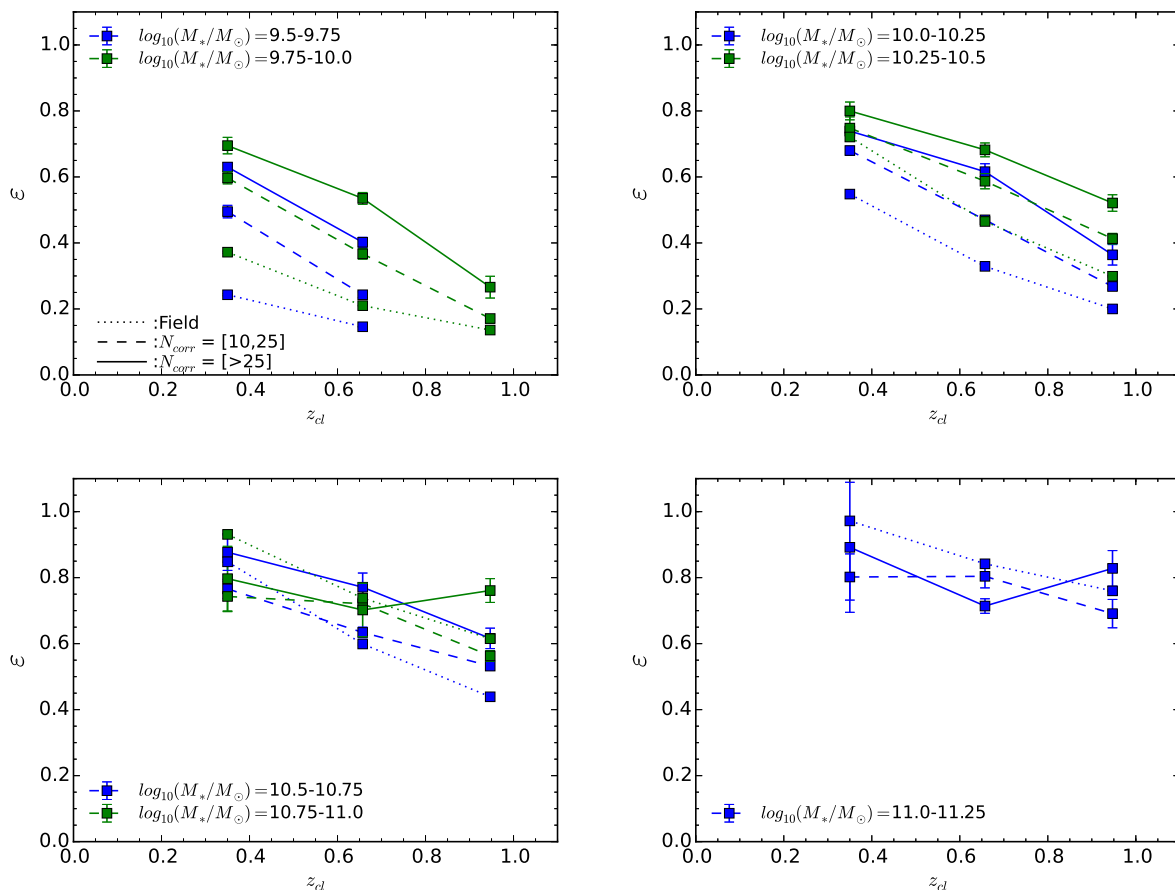 1.0
0.8
0.6
0.4
0.2
0.0
ε
log₁₀(M*/M⊙)=9.5-9.75
log₁₀(M*/M⊙)=9.75-10.0
:Field
:N_corr = [10,25]
:N_corr = [>25]
0.0 0.2 0.4 0.6 0.8 1.0
z_cl
1.0
0.8
0.6
0.4
0.2
0.0
ε
log₁₀(M*/M⊙)=10.0-10.25
log₁₀(M*/M⊙)=10.25-10.5
0.0 0.2 0.4 0.6 0.8 1.0
z_cl
1.0
0.8
0.6
0.4
0.2
0.0
ε
log₁₀(M*/M⊙)=10.5-10.75
log₁₀(M*/M⊙)=10.75-11.0
0.0 0.2 0.4 0.6 0.8 1.0
z_cl
1.0
0.8
0.6
0.4
0.2
0.0
ε
log₁₀(M*/M⊙)=11.0-11.25
0.0 0.2 0.4 0.6 0.8 1.0
z_cl